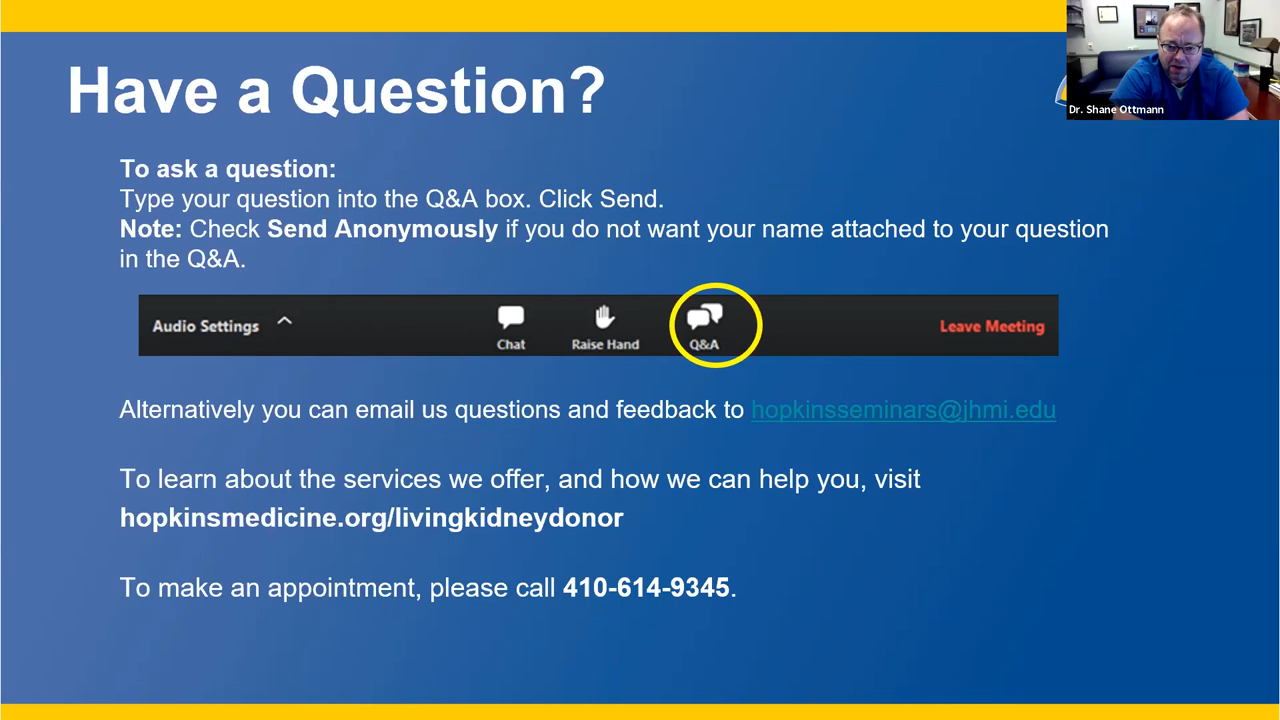 Have a Question?
Dr. Shane Ottmann
To ask a question:
Type your question into the Q&A box. Click Send.
Note: Check Send Anonymously if you do not want your name attached to your question
in the Q&A.
Audio Settings
Chat
Raise Hand
Q&A
Leave Meeting
Alternatively you can email us questions and feedback to hopkinsseminars@jhmi.edu
To learn about the services we offer, and how we can help you, visit
hopkinsmedicine.org/livingkidneydonor
To make an appointment, please call 410-614-9345.